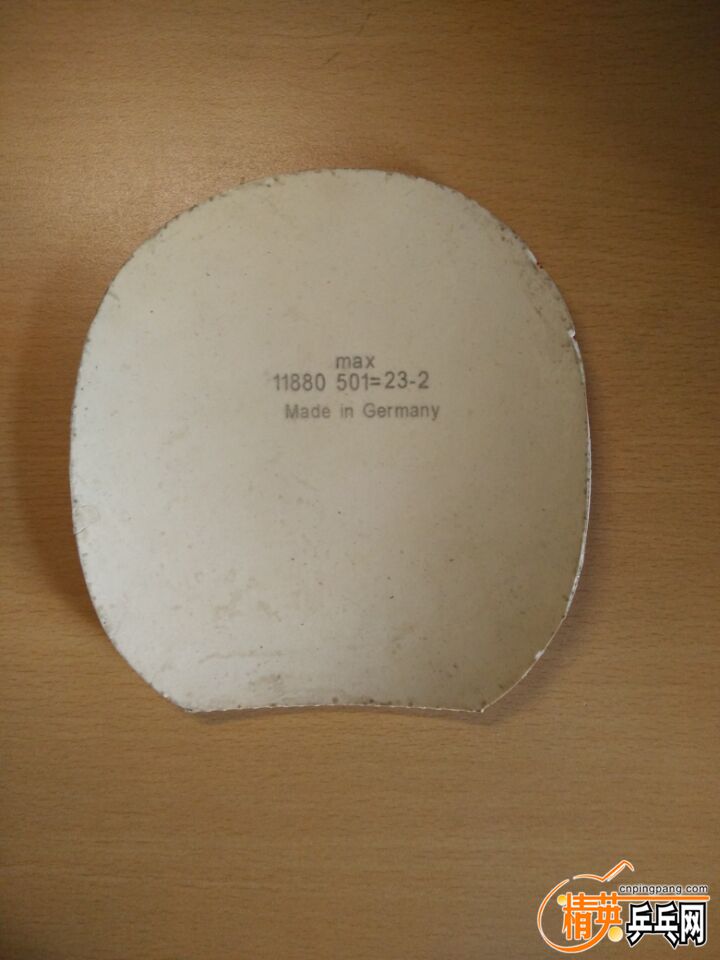 max
11880 501=23-2
Made in Germany
cnpingpang.com
精英乒乓网